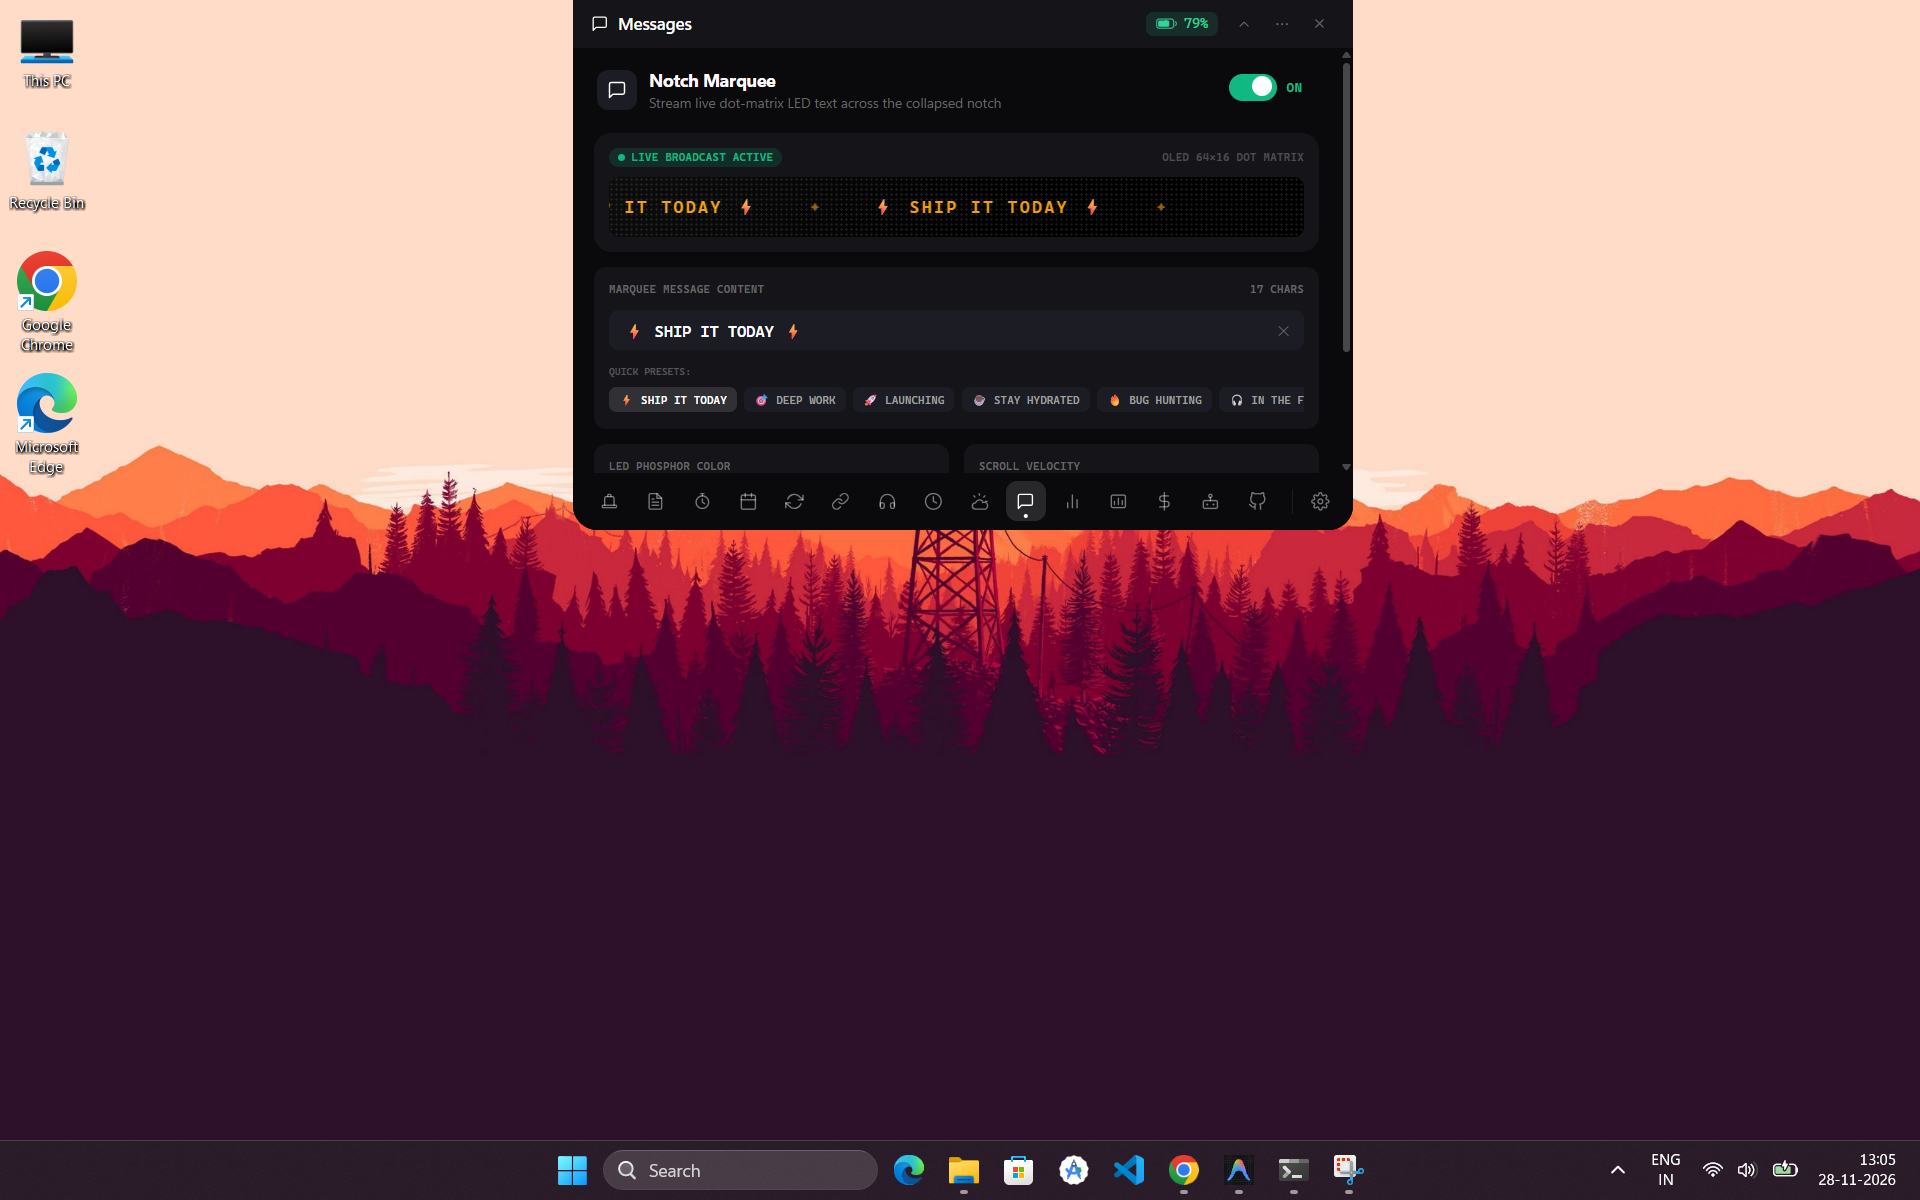 This PC
Recycle Bin
Google
Chrome
Microsoft
Edge
Messages
79%
Notch Marquee
Stream live dot-matrix LED text across the collapsed notch
ON
LIVE BROADCAST ACTIVE
OLED 64×16 DOT MATRIX
IT TODAY ⚡ ✦ ⚡ SHIP IT TODAY ⚡ ✦
MARQUEE MESSAGE CONTENT
17 CHARS
⚡ SHIP IT TODAY ⚡
QUICK PRESETS:
⚡ SHIP IT TODAY
🎯 DEEP WORK
🚀 LAUNCHING
STAY HYDRATED
🔥 BUG HUNTING
🎧 IN THE F
LED PHOSPHOR COLOR
SCROLL VELOCITY
Search
ENG
IN
13:05
28-11-2026